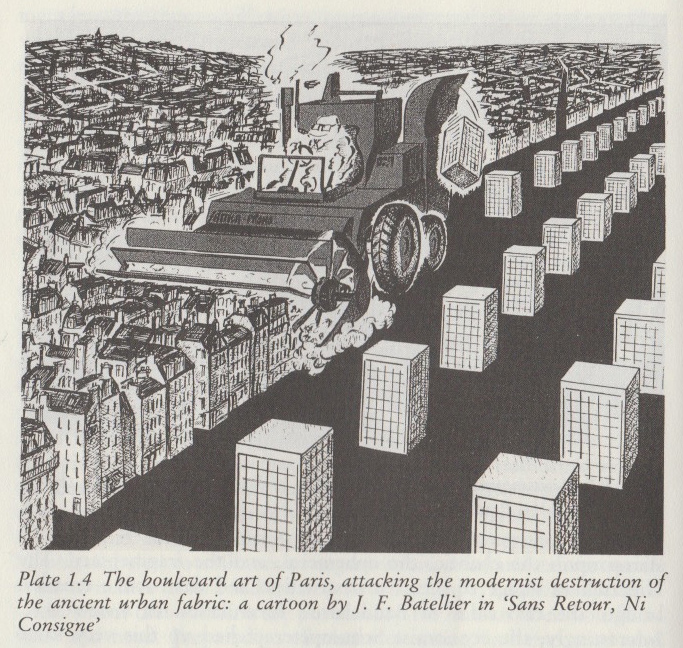 Plate 1.4 The boulevard art of Paris, attacking the modernist destruction of
the ancient urban fabric: a cartoon by J. F. Batellier in ‘Sans Retour, Ni
Consigne’